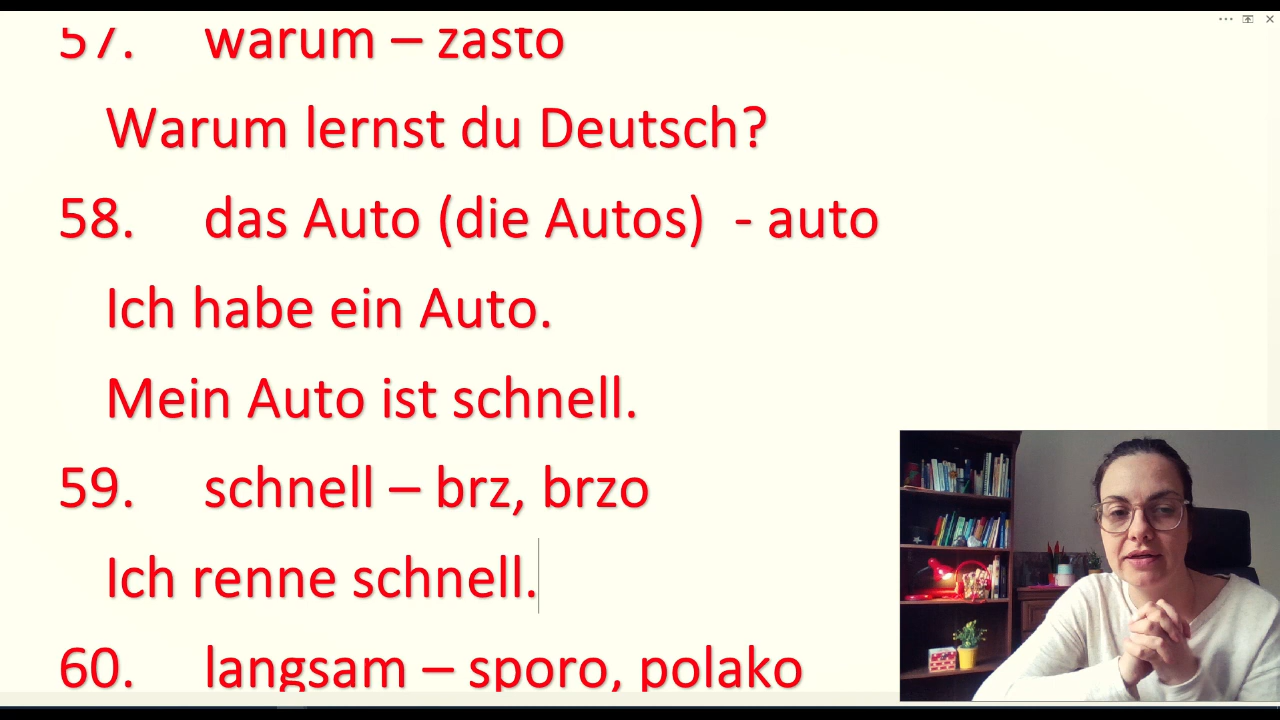 57. warum – zasto
Warum lernst du Deutsch?
58. das Auto (die Autos) - auto
Ich habe ein Auto.
Mein Auto ist schnell.
59. schnell – brz, brzo
Ich renne schnell.
60. langsam – sporo, polako